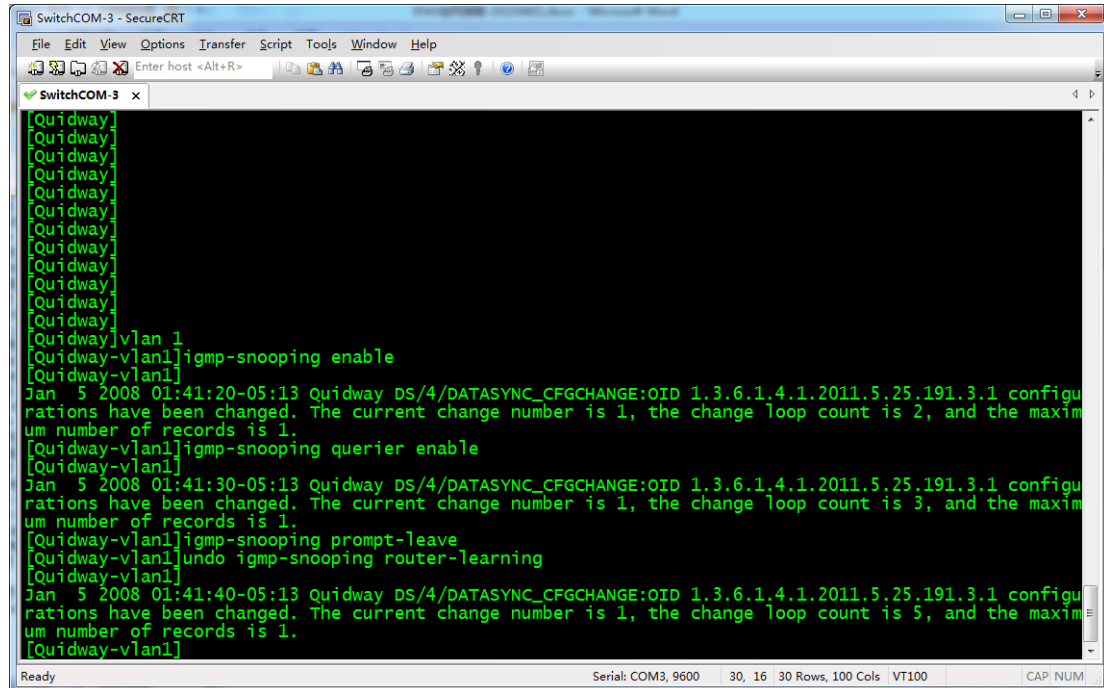 SwitchCOM-3 - SecureCRT
File Edit View Options Transfer Script Tools Window Help
Enter host <Alt+R>
SwitchCOM-3 x
[Quidway]
[Quidway]
[Quidway]
[Quidway]
[Quidway]
[Quidway]
[Quidway]
[Quidway]
[Quidway]
[Quidway]
[Quidway]
[Quidway]
[Quidway]vlan 1
[Quidway-vlan1]igmp-snooping enable
[Quidway-vlan1]
Jan  5 2008 01:41:20-05:13 Quidway DS/4/DATASYNC_CFGCHANGE:OID 1.3.6.1.4.1.2011.5.25.191.3.1 configu
rations have been changed. The current change number is 1, the change loop count is 2, and the maxim
um number of records is 1.
[Quidway-vlan1]igmp-snooping querier enable
[Quidway-vlan1]
Jan  5 2008 01:41:30-05:13 Quidway DS/4/DATASYNC_CFGCHANGE:OID 1.3.6.1.4.1.2011.5.25.191.3.1 configu
rations have been changed. The current change number is 1, the change loop count is 3, and the maxim
um number of records is 1.
[Quidway-vlan1]igmp-snooping prompt-leave
[Quidway-vlan1]undo igmp-snooping router-learning
[Quidway-vlan1]
Jan  5 2008 01:41:40-05:13 Quidway DS/4/DATASYNC_CFGCHANGE:OID 1.3.6.1.4.1.2011.5.25.191.3.1 configu
rations have been changed. The current change number is 1, the change loop count is 5, and the maxim
um number of records is 1.
[Quidway-vlan1]
Ready Serial: COM3, 9600 30, 16 30 Rows, 100 Cols VT100 CAP NUM